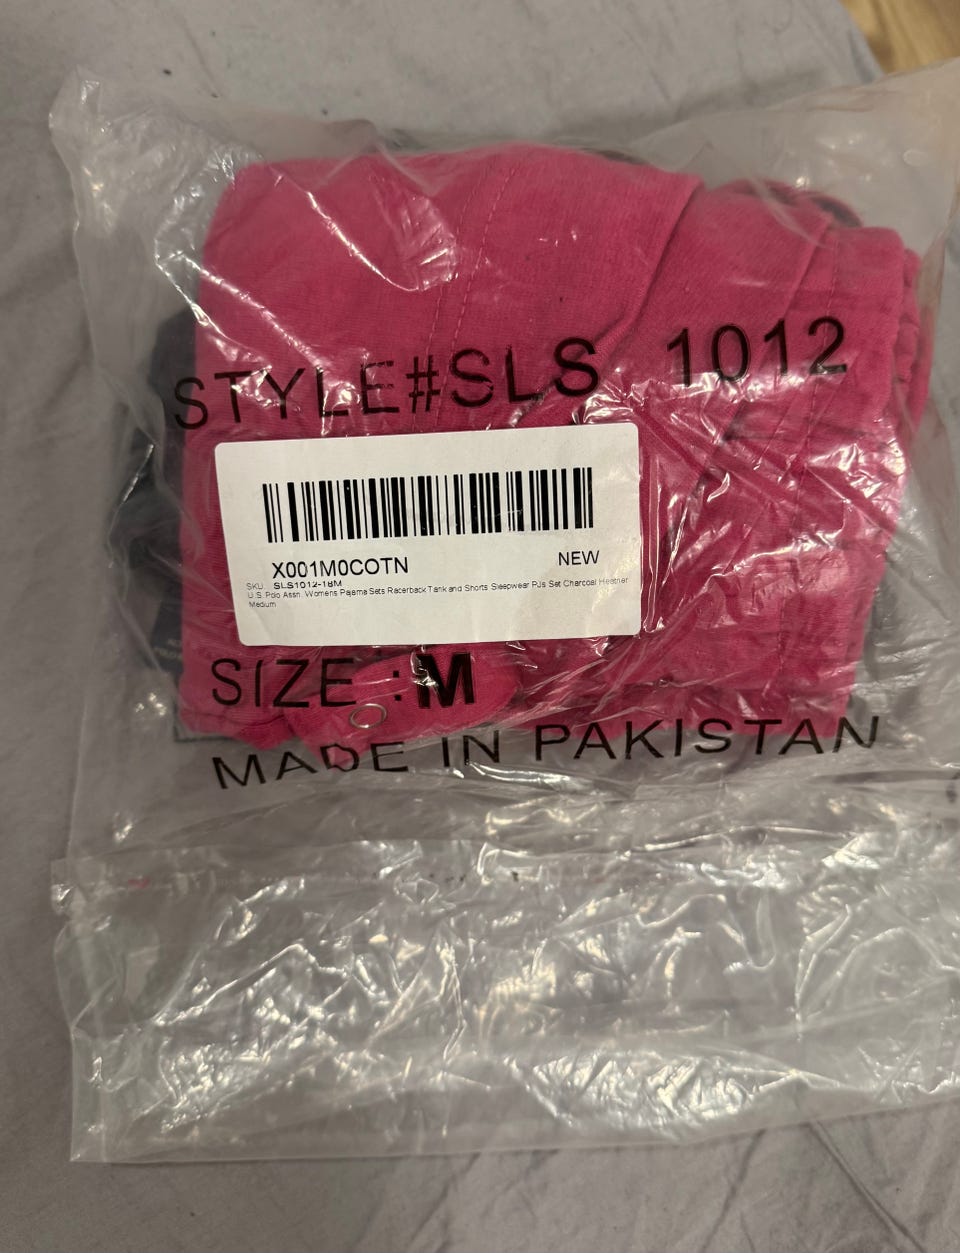 STYLE#SLS 1012
X001M0COTN NEW
SKU: SLS1012-18M
U.S. Polo Assn. Womens Pajama Sets Racerback Tank and Shorts Sleepwear PJs Set Charcoal Heather
Medium
SIZE : M
MADE IN PAKISTAN